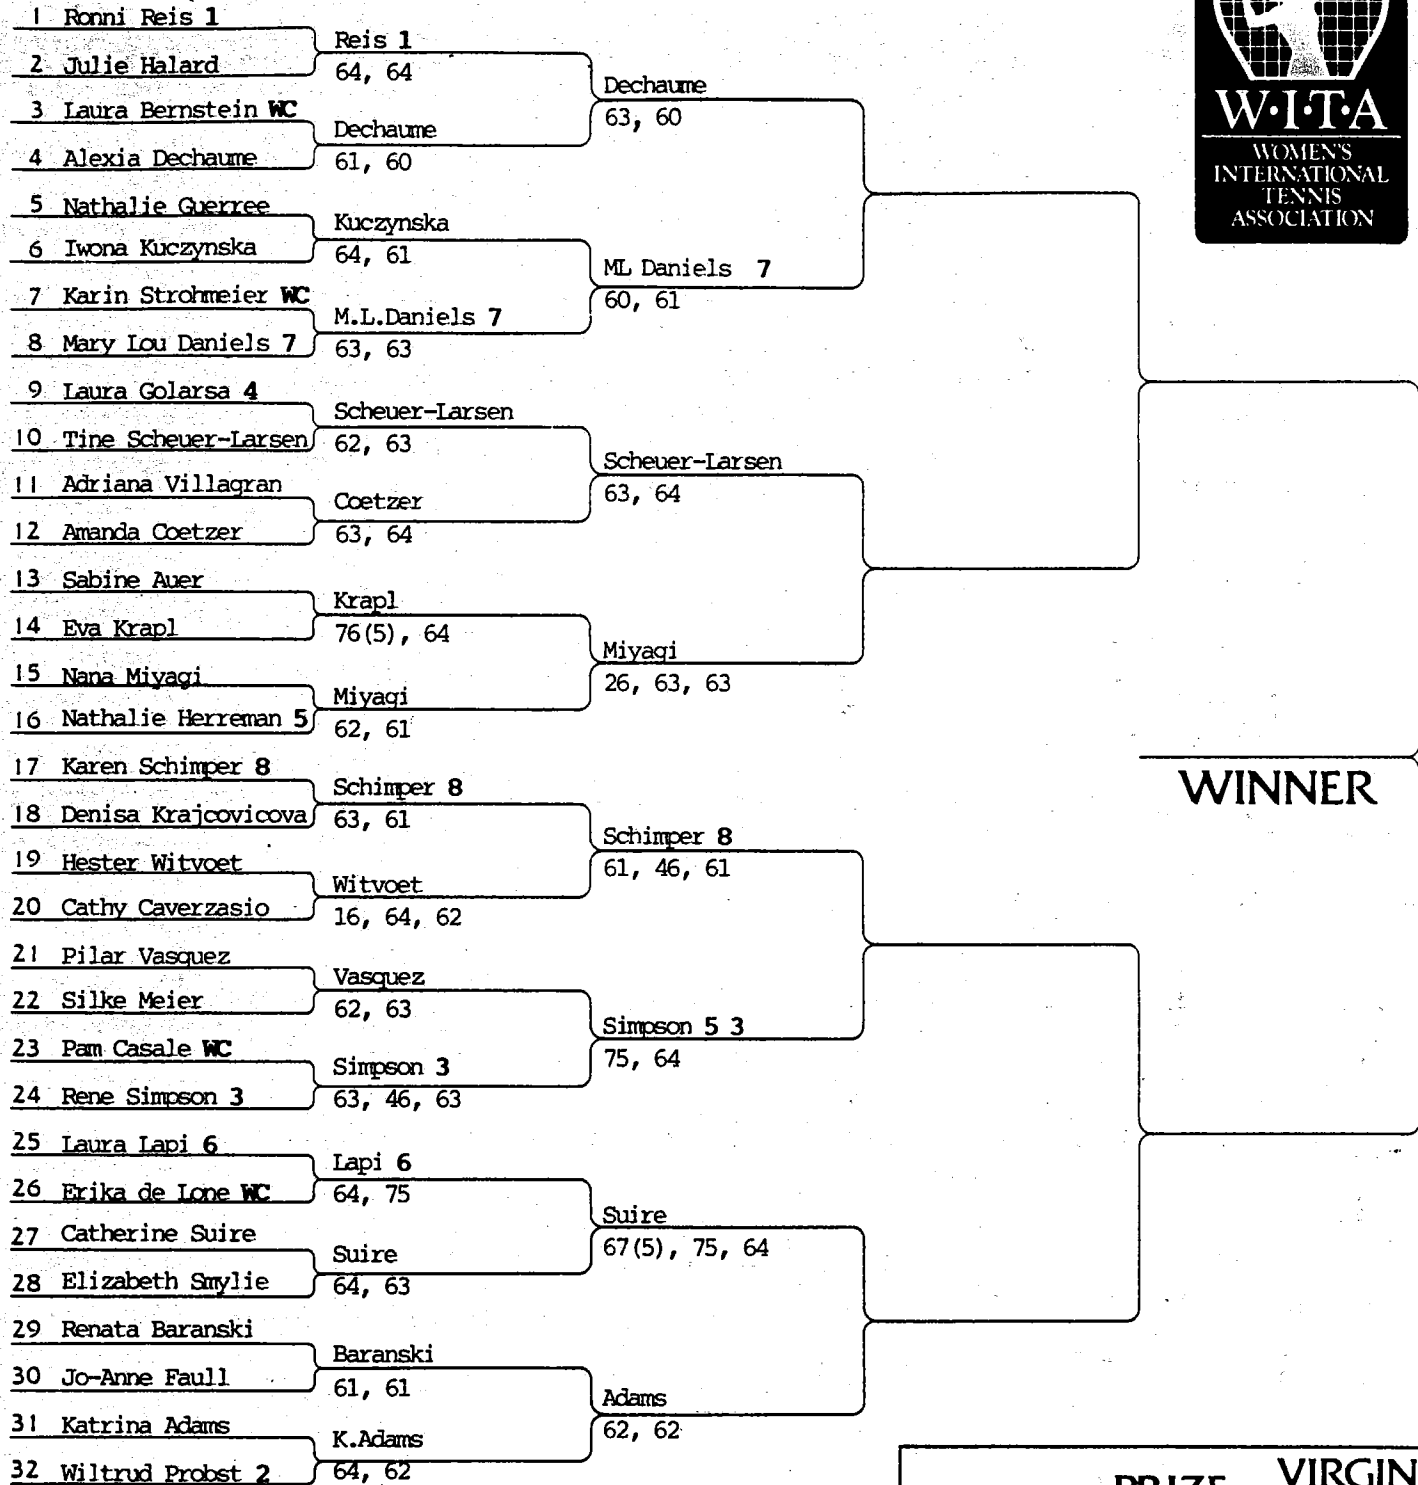 1 Ronni Reis 1
2 Julie Halard
3 Laura Bernstein WC
4 Alexia Dechaume
5 Nathalie Guerree
6 Iwona Kuczynska
7 Karin Strohmeier WC
8 Mary Lou Daniels 7
9 Laura Golarsa 4
10 Tine Scheuer-Larsen
11 Adriana Villagran
12 Amanda Coetzer
13 Sabine Auer
14 Eva Krapl
15 Nana Miyagi
16 Nathalie Herreman 5
17 Karen Schimper 8
18 Denisa Krajcovicova
19 Hester Witvoet
20 Cathy Caverzasio
21 Pilar Vasquez
22 Silke Meier
23 Pam Casale WC
24 Rene Simpson 3
25 Laura Lapi 6
26 Erika de Lone WC
27 Catherine Suire
28 Elizabeth Smylie
29 Renata Baranski
30 Jo-Anne Faull
31 Katrina Adams
32 Wiltrud Probst 2
Reis 1
64, 64
Dechaume
61, 60
Kuczynska
64, 61
M.L.Daniels 7
63, 63
Scheuer-Larsen
62, 63
Coetzer
63, 64
Krapl
76(5), 64
Miyagi
62, 61
Schimper 8
63, 61
Witvoet
16, 64, 62
Vasquez
62, 63
Simpson 3
63, 46, 63
Lapi 6
64, 75
Suire
64, 63
Baranski
61, 61
K.Adams
64, 62
Dechaume
63, 60
ML Daniels 7
60, 61
Scheuer-Larsen
63, 64
Miyagi
26, 63, 63
Schimper 8
61, 46, 61
Simpson 5 3
75, 64
Suire
67(5), 75, 64
Adams
62, 62
W·I·T·A
WOMEN'S
INTERNATIONAL
TENNIS
ASSOCIATION
WINNER
PRIZE VIRGIN